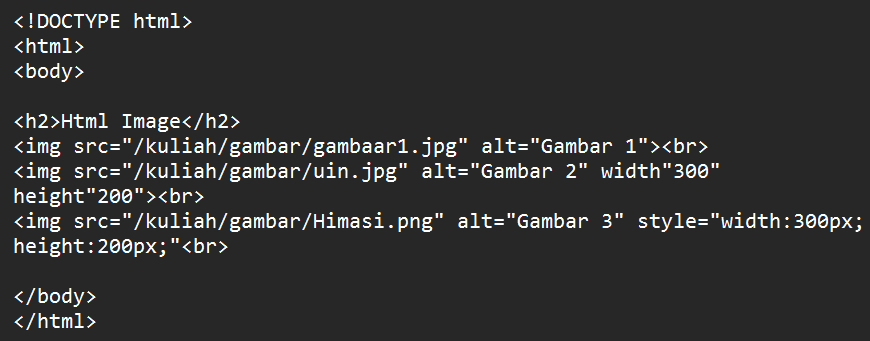 <!DOCTYPE html>
<html>
<body>
<h2>Html Image</h2>
<img src="/kuliah/gambar/gambaar1.jpg" alt="Gambar 1"><br>
<img src="/kuliah/gambar/uin.jpg" alt="Gambar 2" width"300"
height"200"><br>
<img src="/kuliah/gambar/Himasi.png" alt="Gambar 3" style="width:300px;
height:200px;"<br>
</body>
</html>